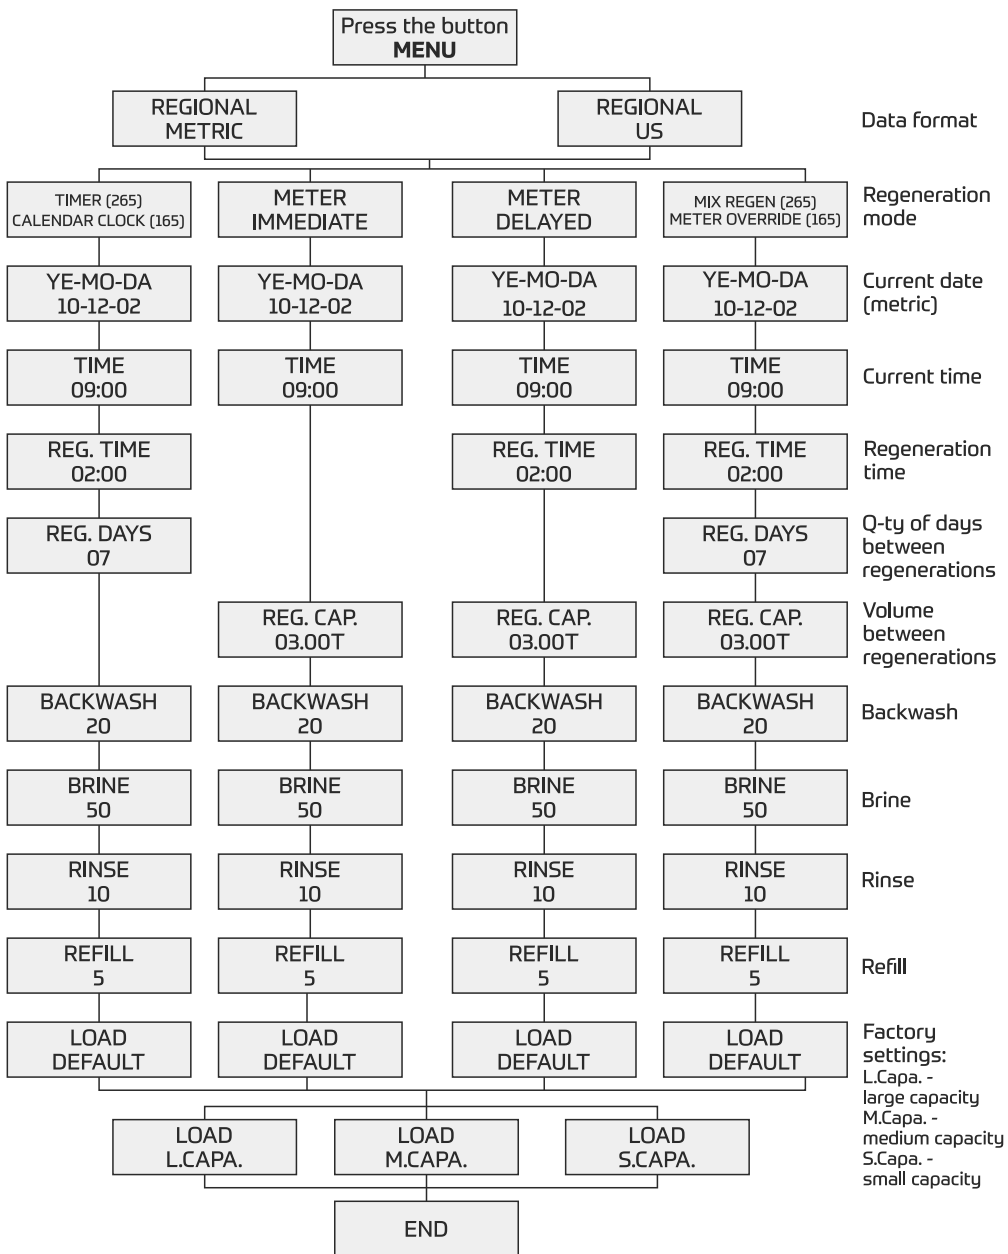 Press the button
MENU
REGIONAL
METRIC
REGIONAL
US
Data format
TIMER (265)
CALENDAR CLOCK (165)
METER
IMMEDIATE
METER
DELAYED
MIX REGEN (265)
METER OVERRIDE (165)
Regeneration
mode
YE-MO-DA
10-12-02
YE-MO-DA
10-12-02
YE-MO-DA
10-12-02
YE-MO-DA
10-12-02
Current date
(metric)
TIME
09:00
TIME
09:00
TIME
09:00
TIME
09:00
Current time
REG. TIME
02:00
REG. TIME
02:00
REG. TIME
02:00
Regeneration
time
REG. DAYS
07
REG. DAYS
07
Q-ty of days
between
regenerations
REG. CAP.
03.00T
REG. CAP.
03.00T
REG. CAP.
03.00T
Volume
between
regenerations
BACKWASH
20
BACKWASH
20
BACKWASH
20
BACKWASH
20
Backwash
BRINE
50
BRINE
50
BRINE
50
BRINE
50
Brine
RINSE
10
RINSE
10
RINSE
10
RINSE
10
Rinse
REFILL
5
REFILL
5
REFILL
5
REFILL
5
Refill
LOAD
DEFAULT
LOAD
DEFAULT
LOAD
DEFAULT
LOAD
DEFAULT
Factory
settings:
L.Capa. -
large capacity
M.Capa. -
medium capacity
S.Capa. -
small capacity
LOAD
L.CAPA.
LOAD
M.CAPA.
LOAD
S.CAPA.
END